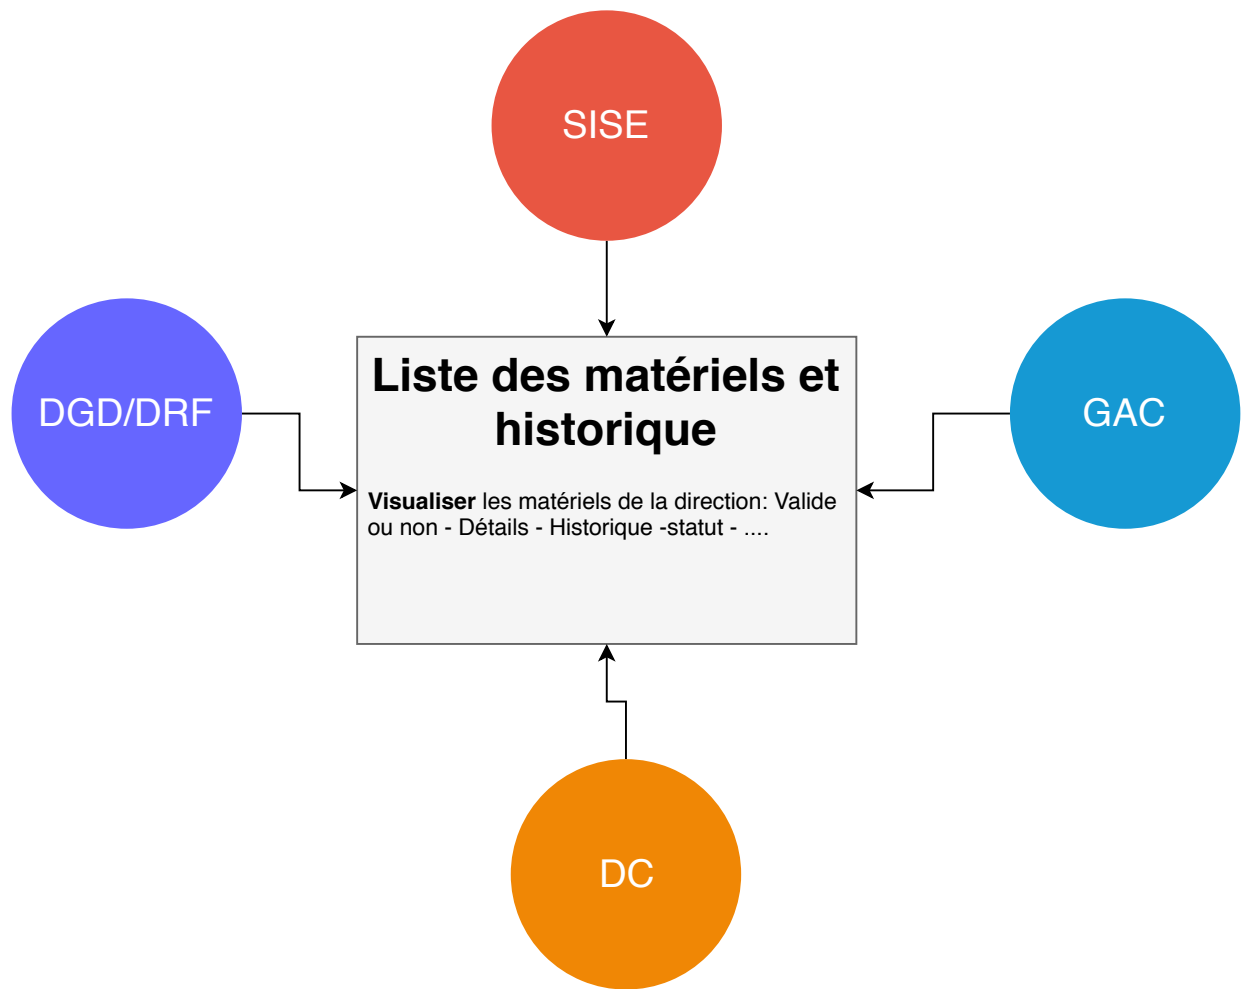 SISE
DGD/DRF
Liste des matériels et
historique
Visualiser les matériels de la direction: Valide
ou non - Détails - Historique -statut - ....
GAC
DC